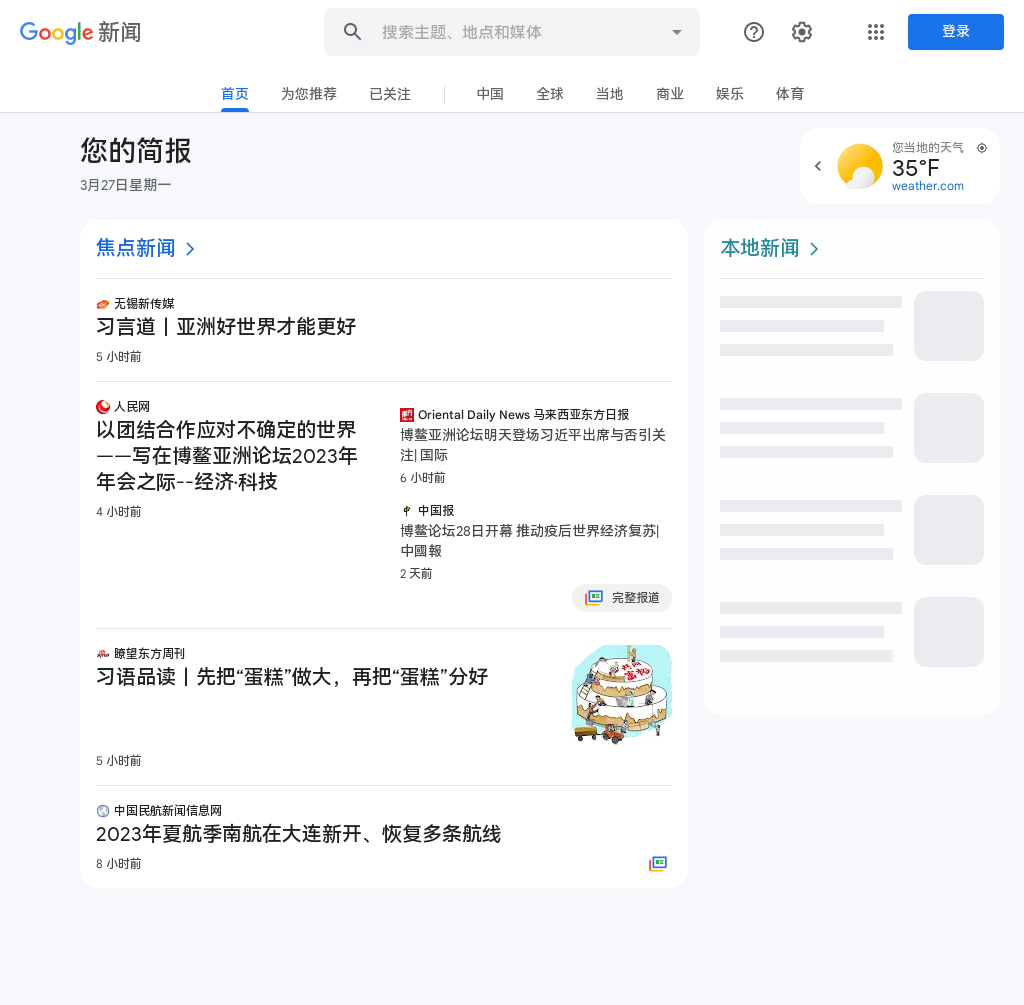 Google 新闻
搜索主题、地点和媒体
登录
首页
为您推荐
已关注
中国
全球
当地
商业
娱乐
体育
您的简报
3月27日星期一
您当地的天气
35°F
weather.com
焦点新闻
无锡新传媒
习言道丨亚洲好世界才能更好
5 小时前
人民网
以团结合作应对不确定的世界
——写在博鳌亚洲论坛2023年
年会之际--经济·科技
4 小时前
Oriental Daily News 马来西亚东方日报
博鳌亚洲论坛明天登场习近平出席与否引关
注| 国际
6 小时前
中国报
博鳌论坛28日开幕 推动疫后世界经济复苏|
中國報
2 天前
完整报道
瞭望东方周刊
习语品读丨先把“蛋糕”做大，再把“蛋糕”分好
5 小时前
中国民航新闻信息网
2023年夏航季南航在大连新开、恢复多条航线
8 小时前
本地新闻